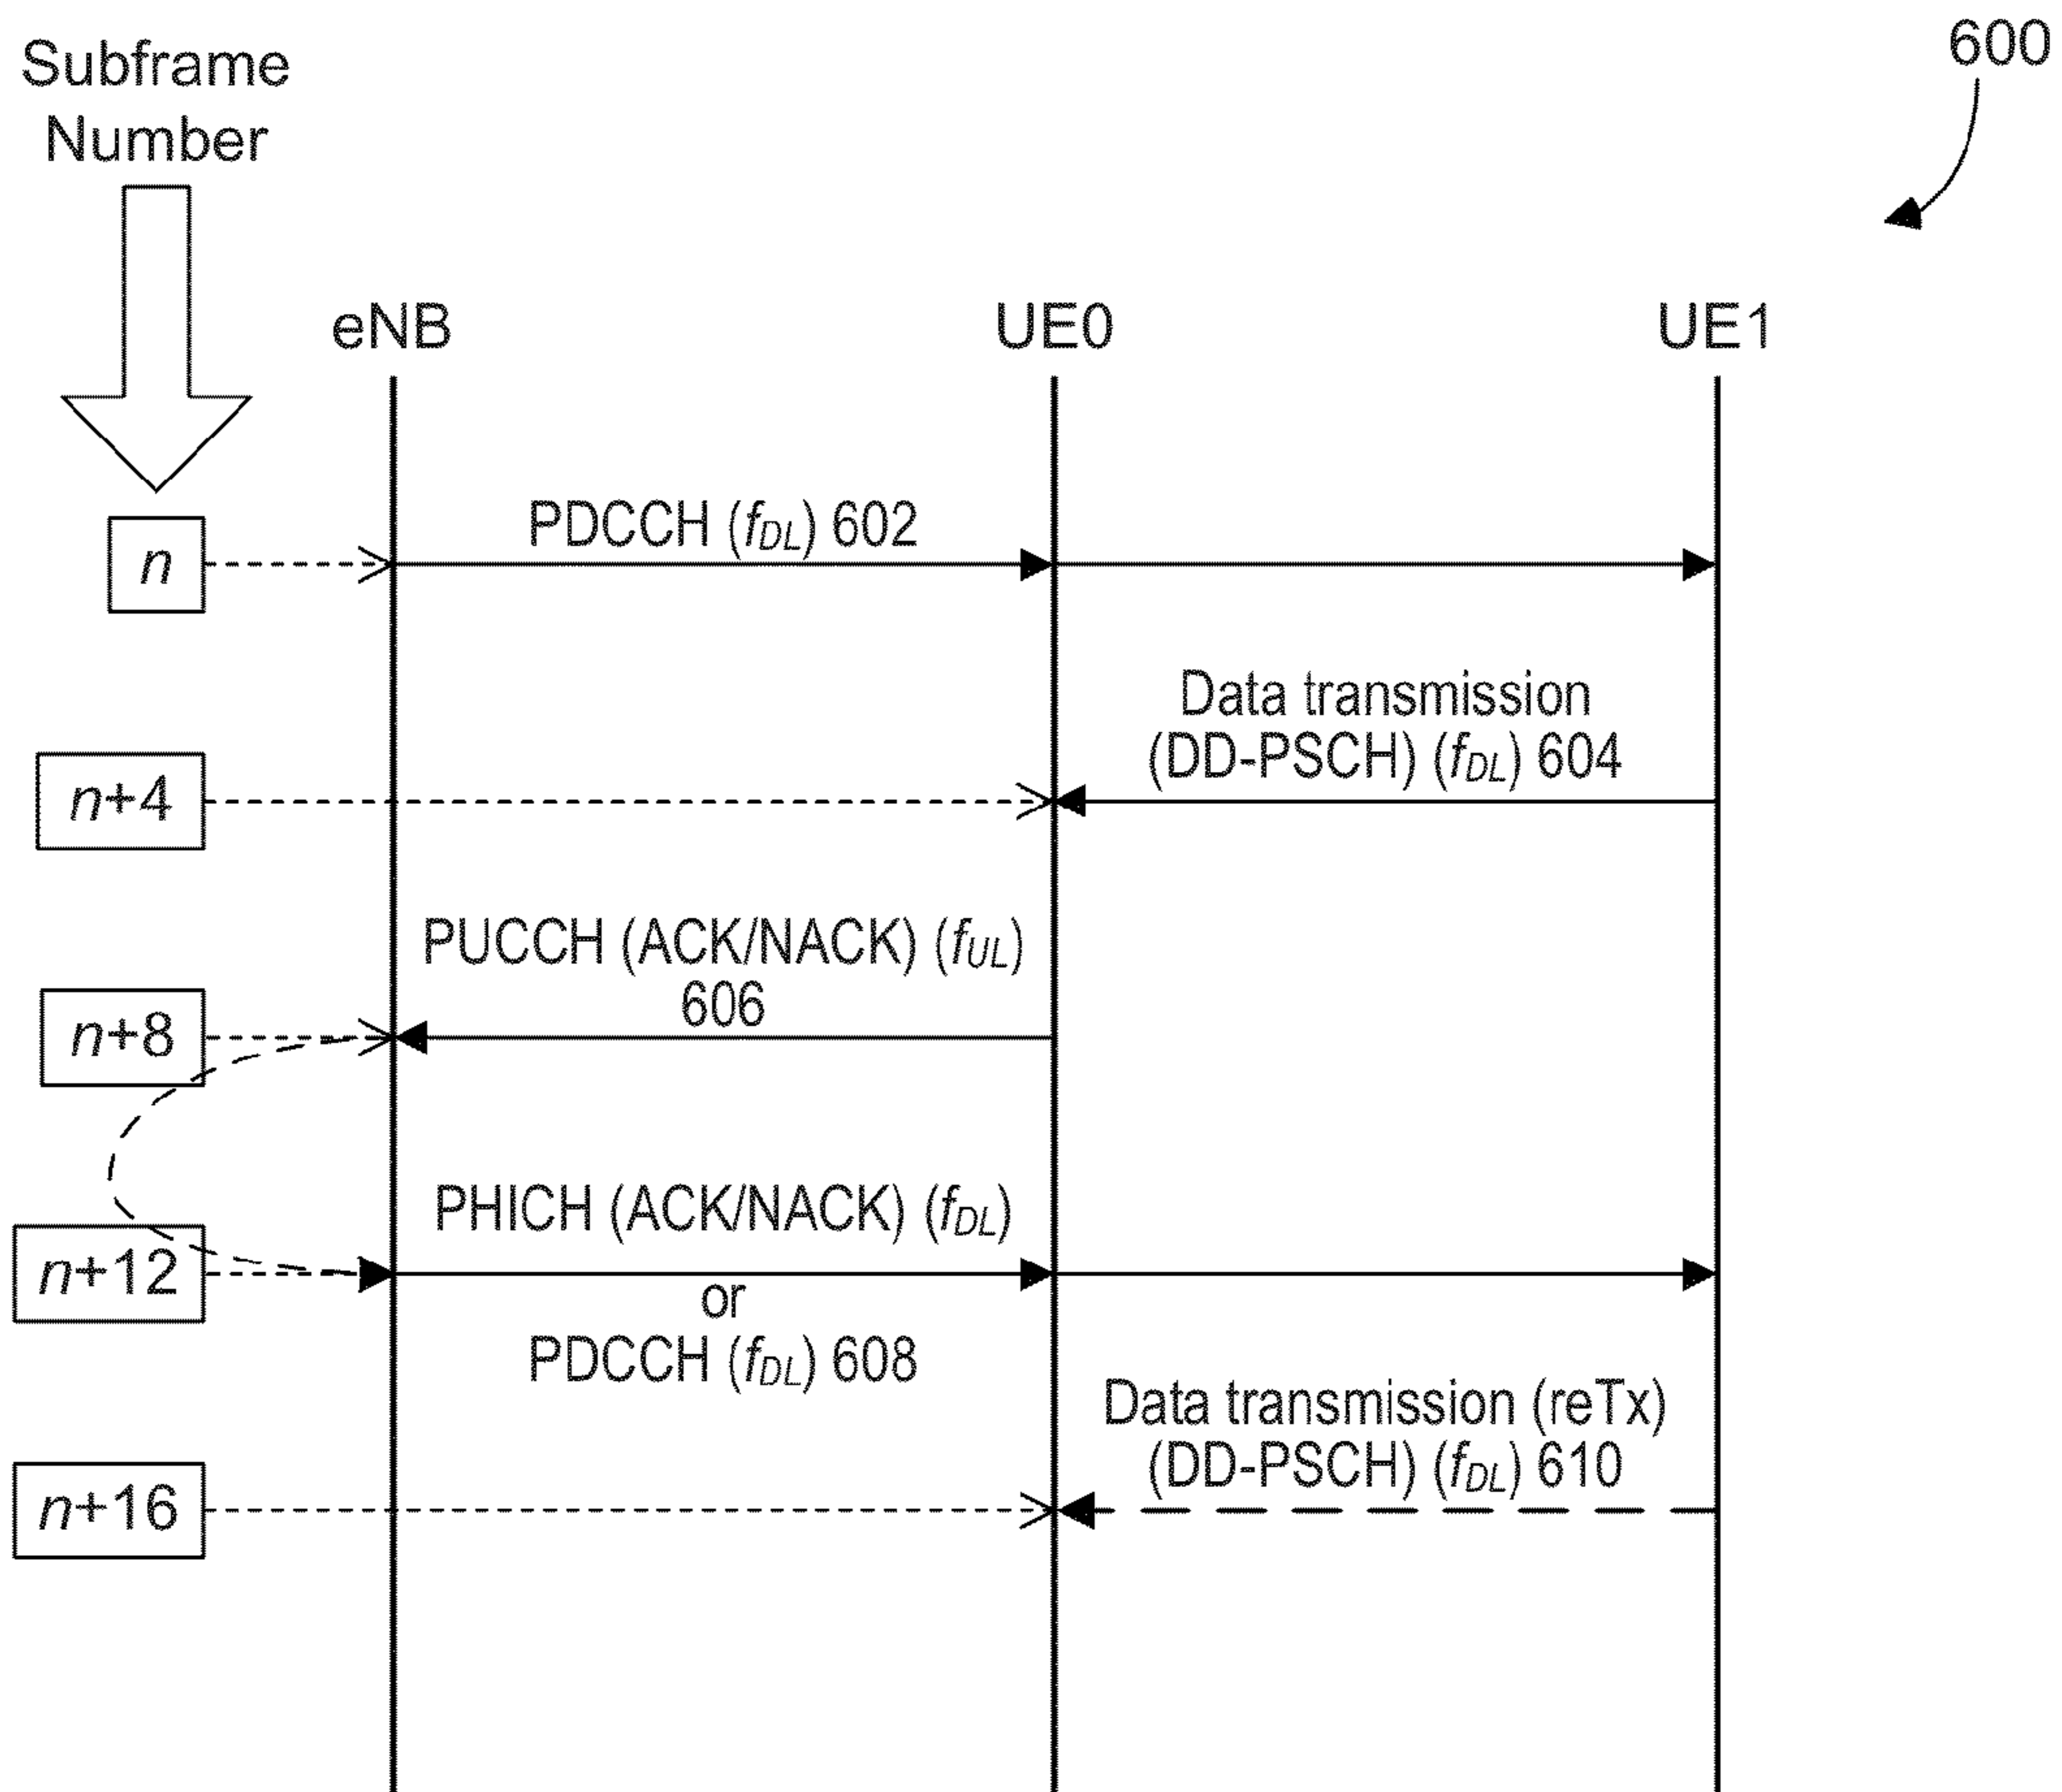 600
Subframe
Number
eNB
UE0
UE1
n
PDCCH (fDL) 602
Data transmission
(DD-PSCH) (fDL) 604
n+4
PUCCH (ACK/NACK) (fUL)
606
n+8
PHICH (ACK/NACK) (fDL)
n+12
or
PDCCH (fDL) 608
Data transmission (reTx)
(DD-PSCH) (fDL) 610
n+16